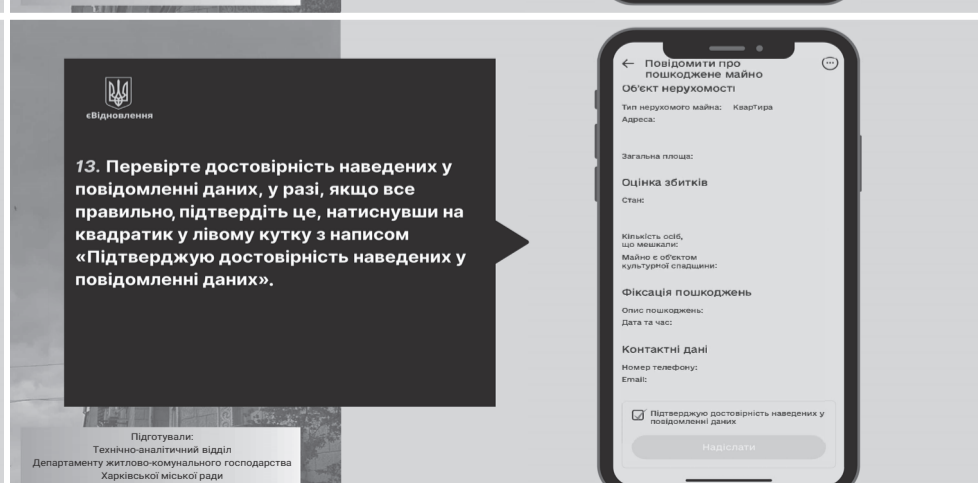 єВідновлення
13. Перевірте достовірність наведених у
повідомленні даних, у разі, якщо все
правильно, підтвердіть це, натиснувши на
квадратик у лівому кутку з написом
«Підтверджую достовірність наведених у
повідомленні даних».
Підготували:
Технічно-аналітичний відділ
Департаменту житлово-комунального господарства
Харківської міської ради
Повідомити про
пошкоджене майно
Об'єкт нерухомості
Тип нерухомого майна: Квартира
Адреса:
Загальна площа:
Оцінка збитків
Стан:
Кількість осіб,
що мешкали:
Майно є об'єктом
культурної спадщини:
Фіксація пошкоджень
Опис пошкоджень:
Дата та час:
Контактні дані
Номер телефону:
Email:
Підтверджую достовірність наведених у
повідомленні даних
Надіслати